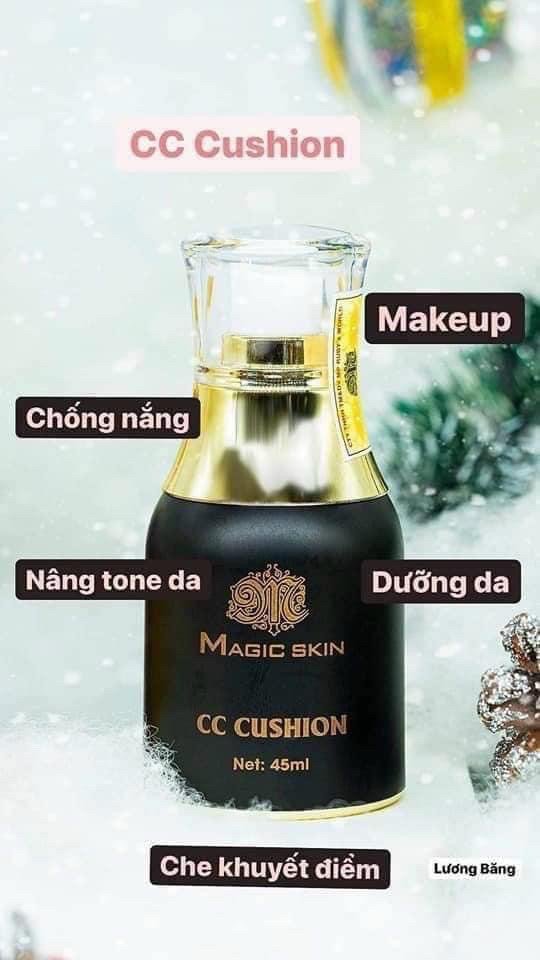 CC Cushion
Makeup
Chống nắng
Nâng tone da
Dưỡng da
MAGIC SKIN
CC CUSHION
Net: 45ml
Che khuyết điểm
Lương Băng